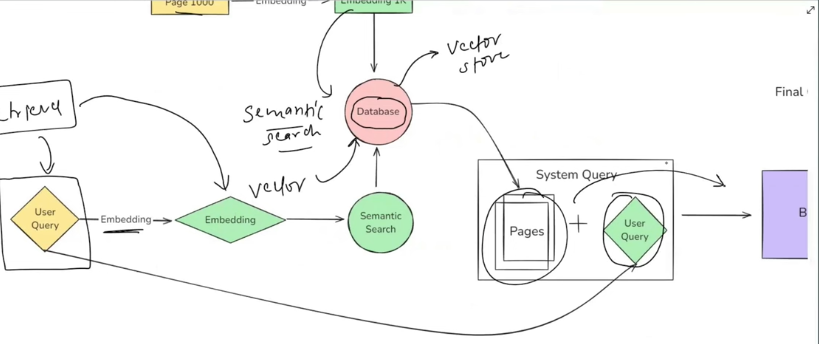 Page 1000
Embedding
Embedding 1K
vector
store
Semantic
search
Database
Final
System Query
vector
User
Query
Embedding
Embedding
Semantic
Search
Pages
+
User
Query
B